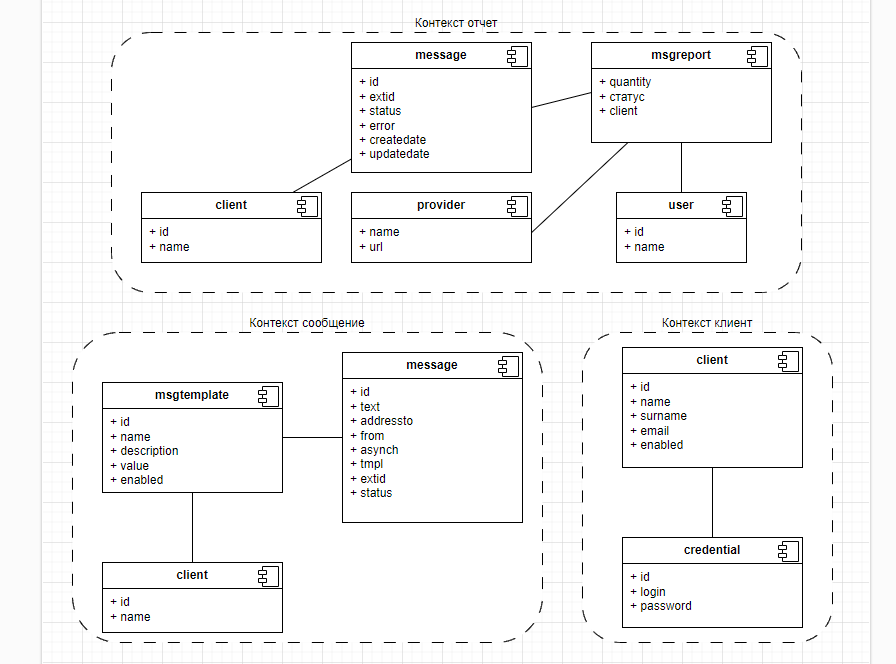 Контекст отчет
message
+ id
+ extid
+ status
+ error
+ createdate
+ updatedate
msgreport
+ quantity
+ статус
+ client
client
+ id
+ name
provider
+ name
+ url
user
+ id
+ name
Контекст сообщение
msgtemplate
+ id
+ name
+ description
+ value
+ enabled
message
+ id
+ text
+ addressto
+ from
+ asynch
+ tmpl
+ extid
+ status
client
+ id
+ name
Контекст клиент
client
+ id
+ name
+ surname
+ email
+ enabled
credential
+ id
+ login
+ password